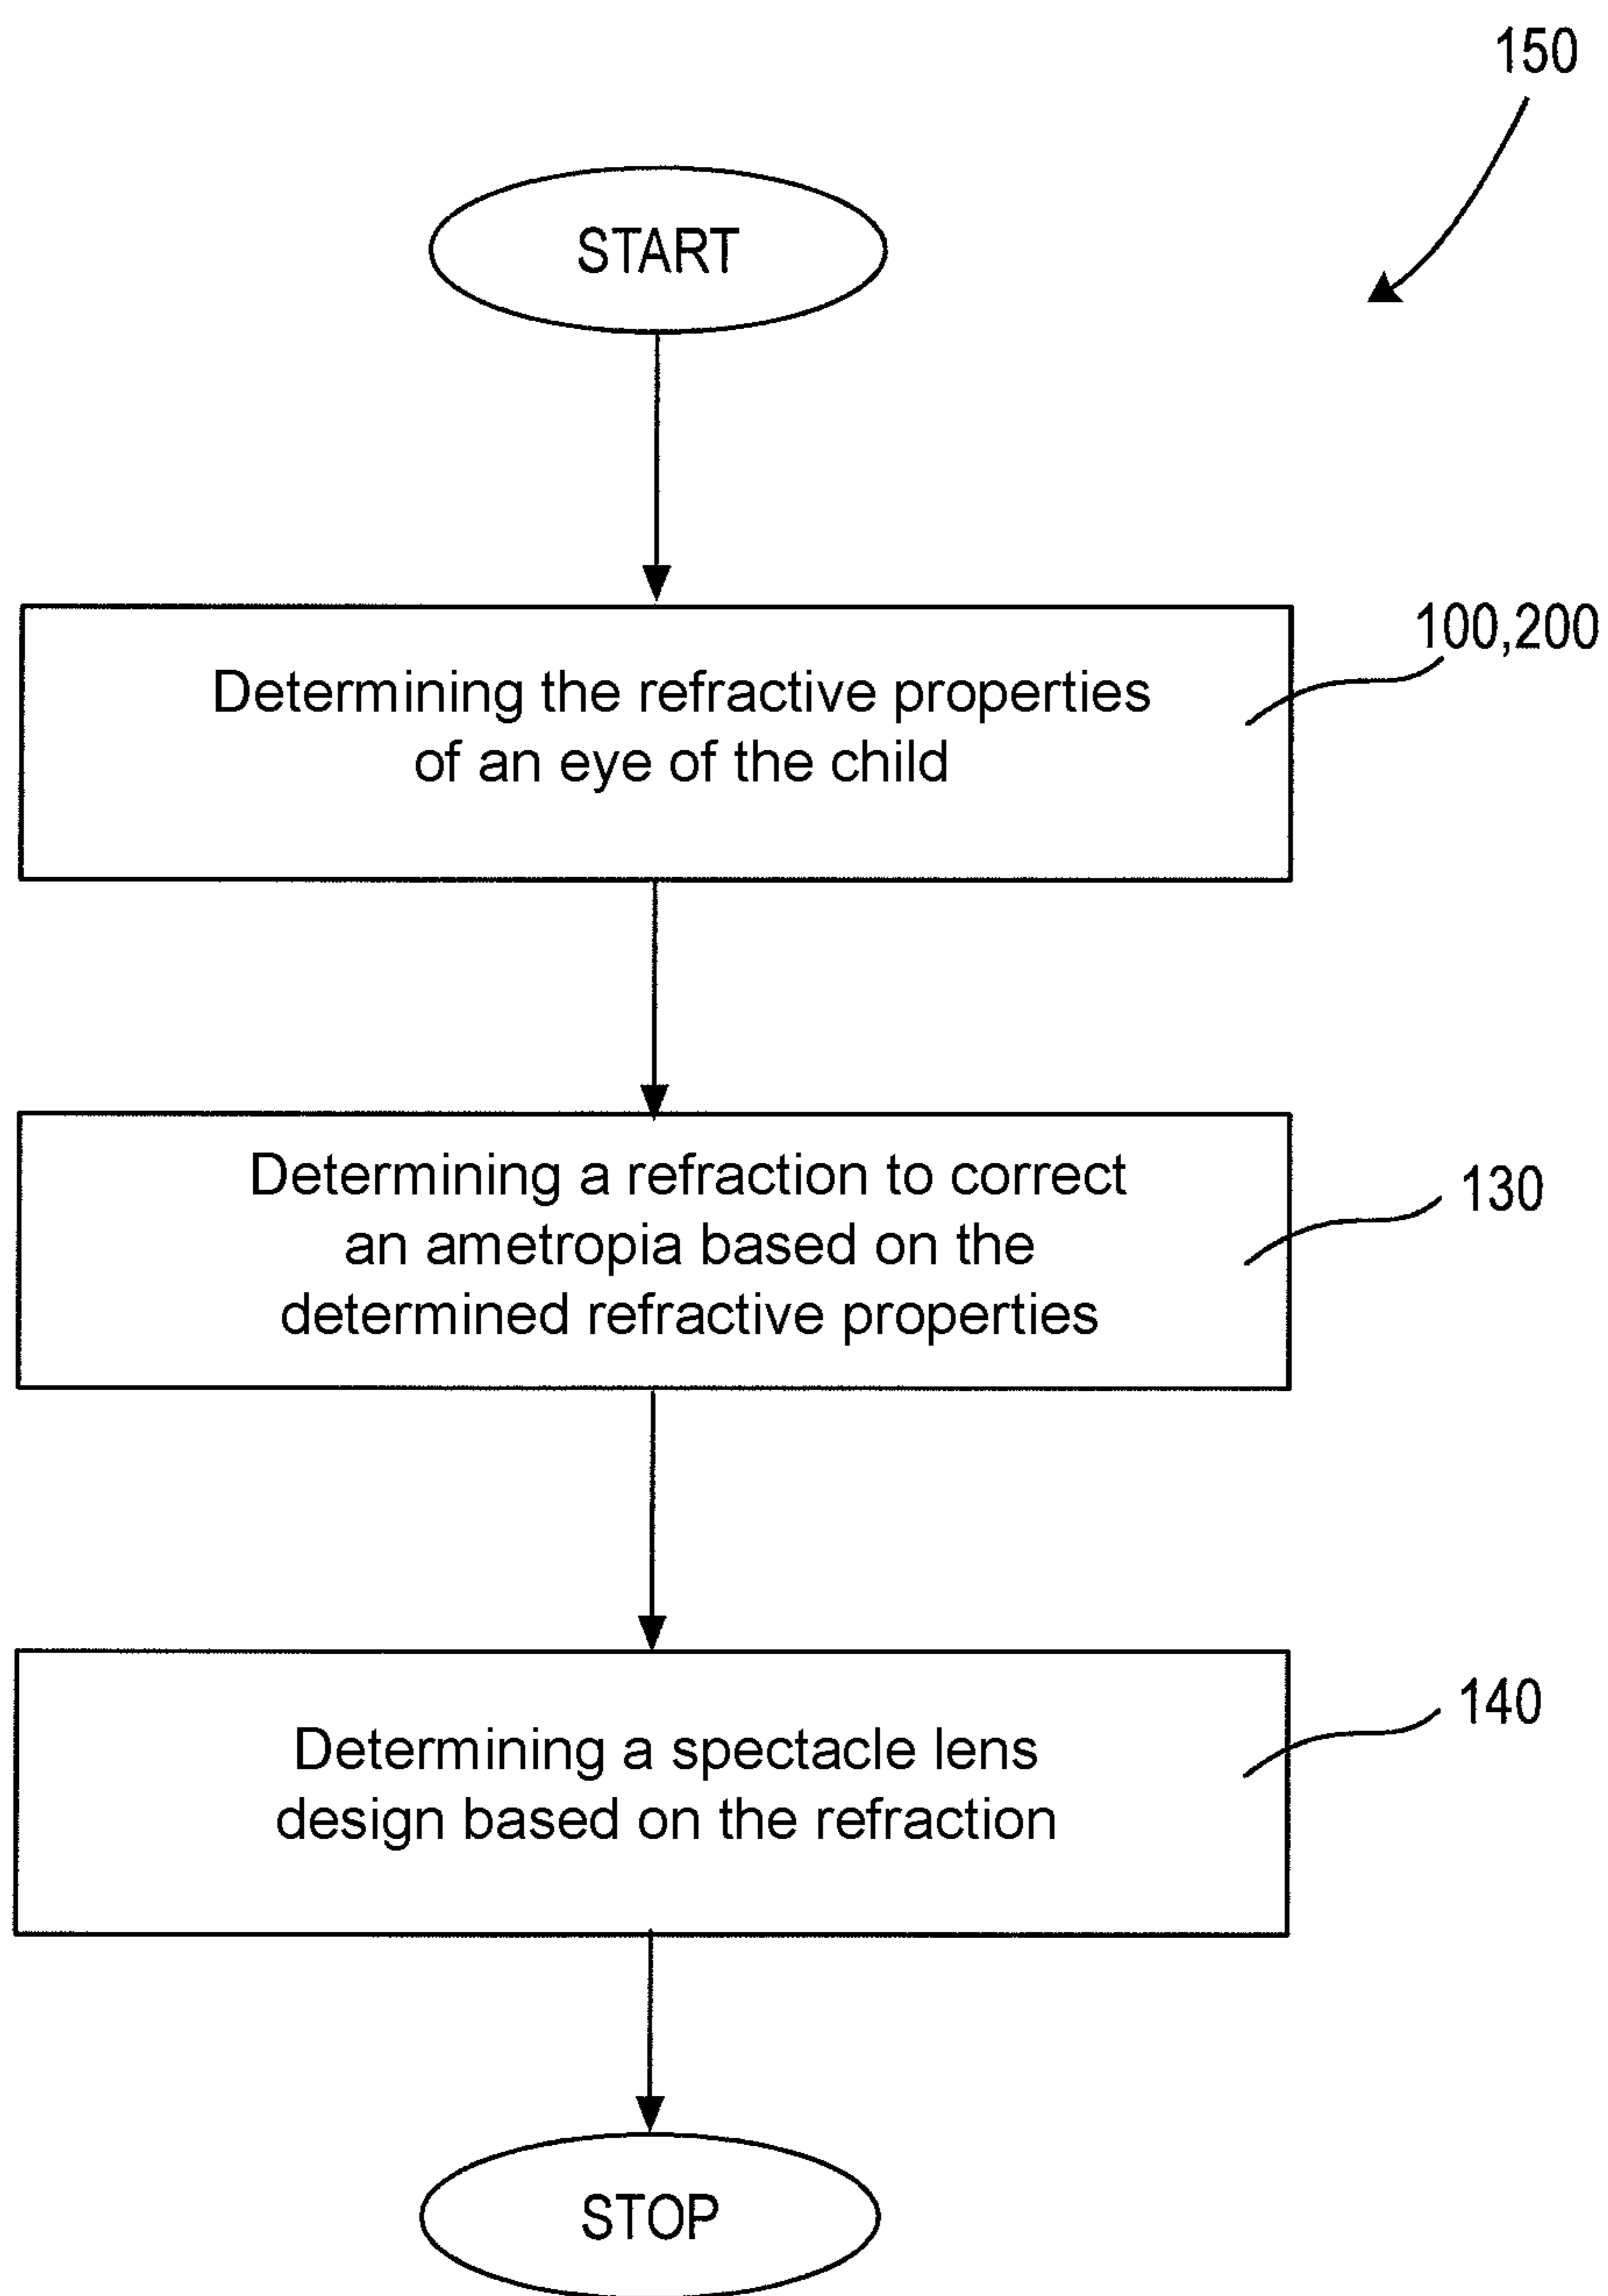 150
START
100,200
Determining the refractive properties
of an eye of the child
Determining a refraction to correct
an ametropia based on the
determined refractive properties
130
Determining a spectacle lens
design based on the refraction
140
STOP